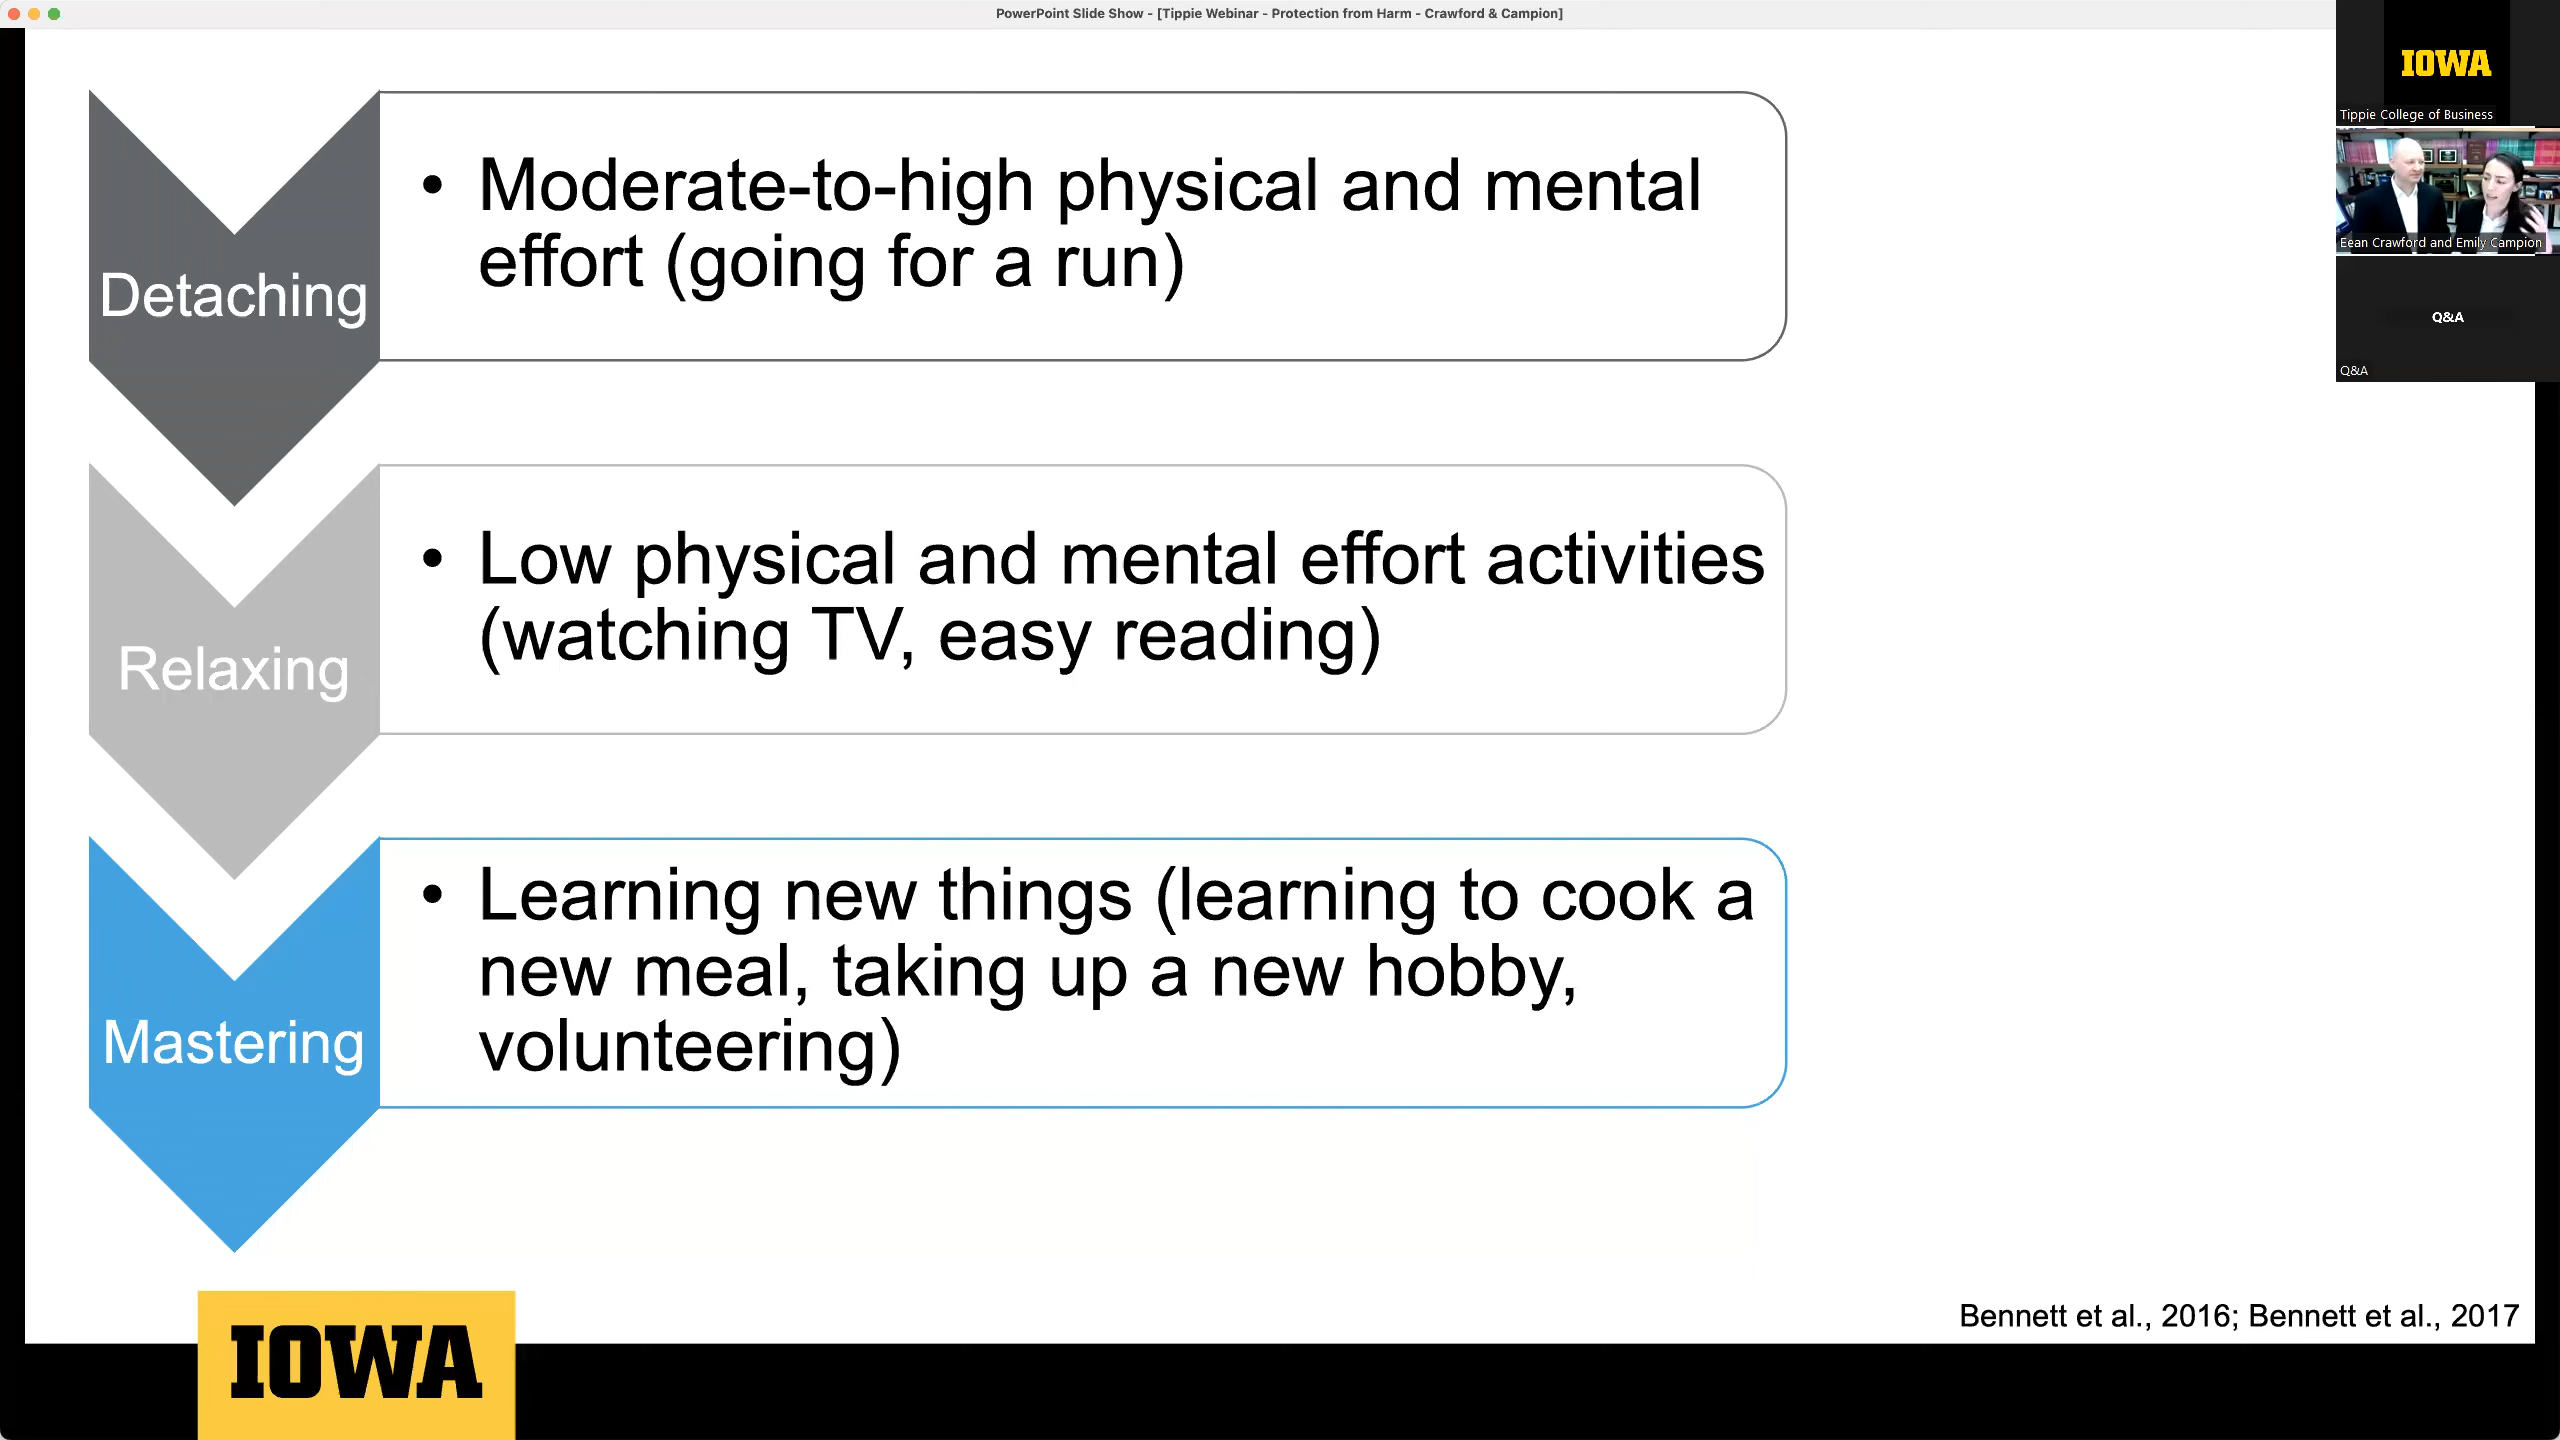 PowerPoint Slide Show - [Tippie Webinar - Protection from Harm - Crawford & Campion]
IOWA
Tippie College of Business
Eean Crawford and Emily Campion
Q&A
Q&A
Detaching
• Moderate-to-high physical and mental
effort (going for a run)
Relaxing
• Low physical and mental effort activities
(watching TV, easy reading)
Mastering
• Learning new things (learning to cook a
new meal, taking up a new hobby,
volunteering)
Bennett et al., 2016; Bennett et al., 2017
IOWA